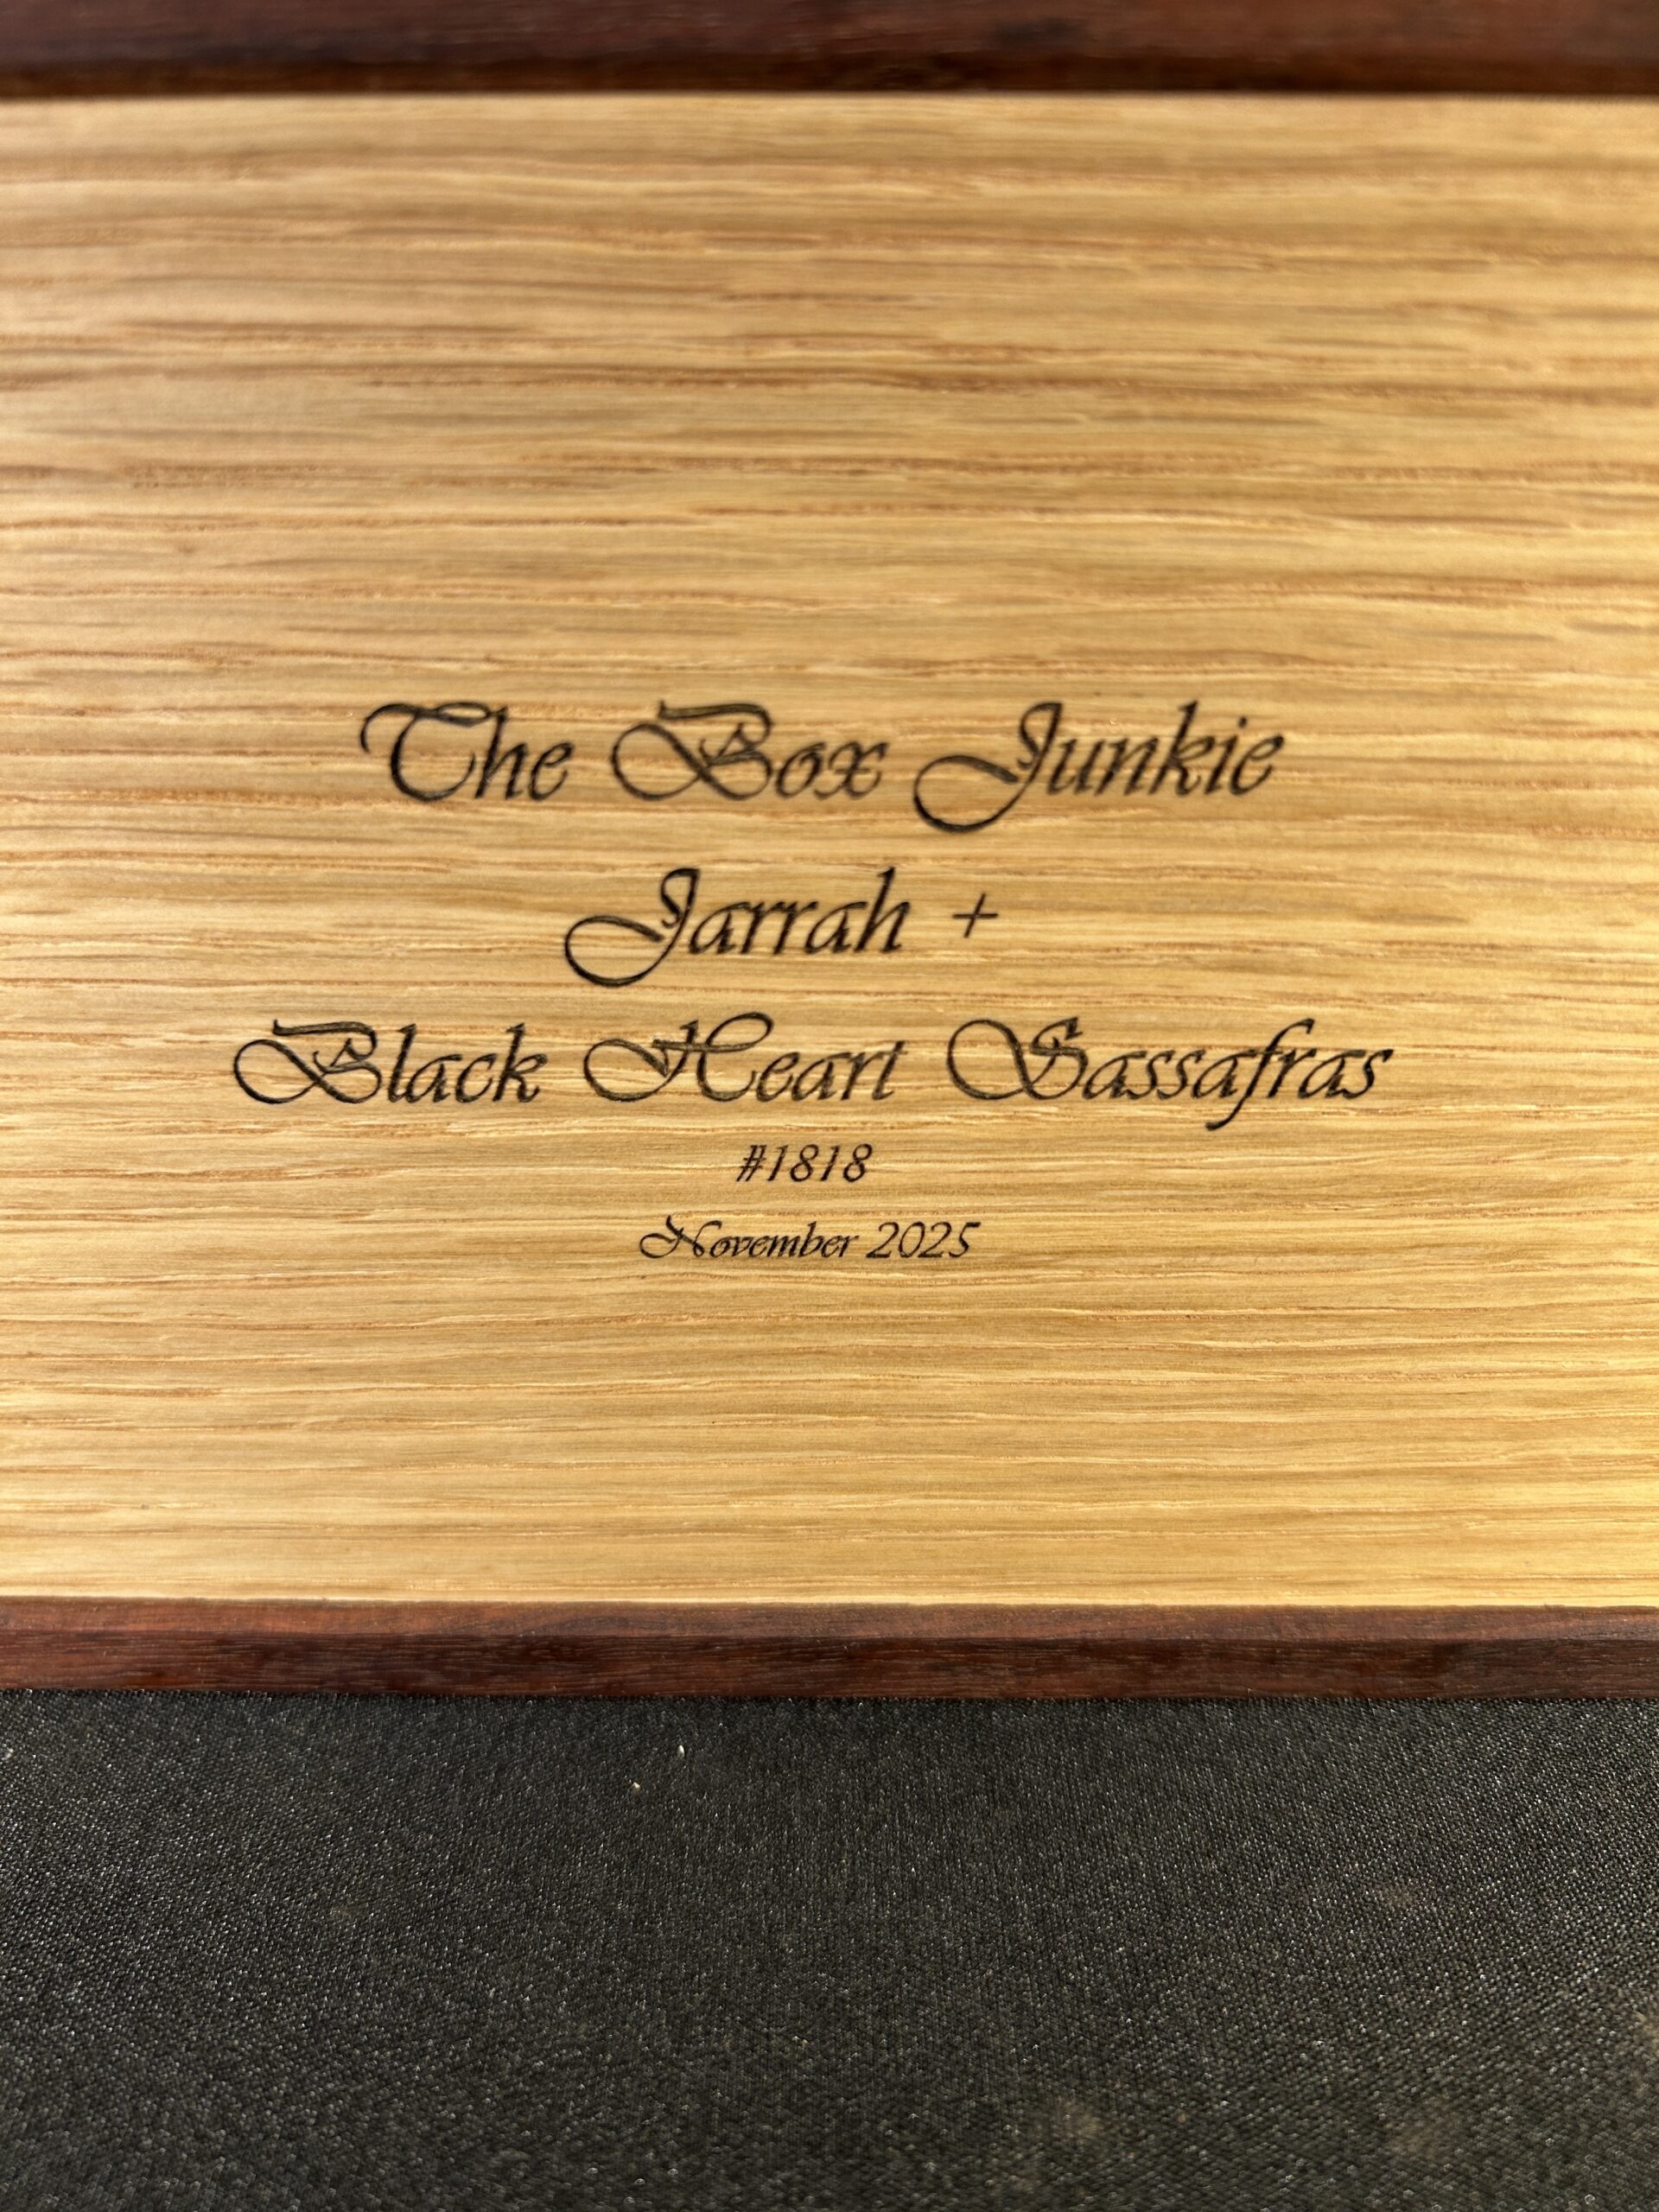 The Box Junkie
Jarrah +
Black Heart Sassafras
#1818
November 2025